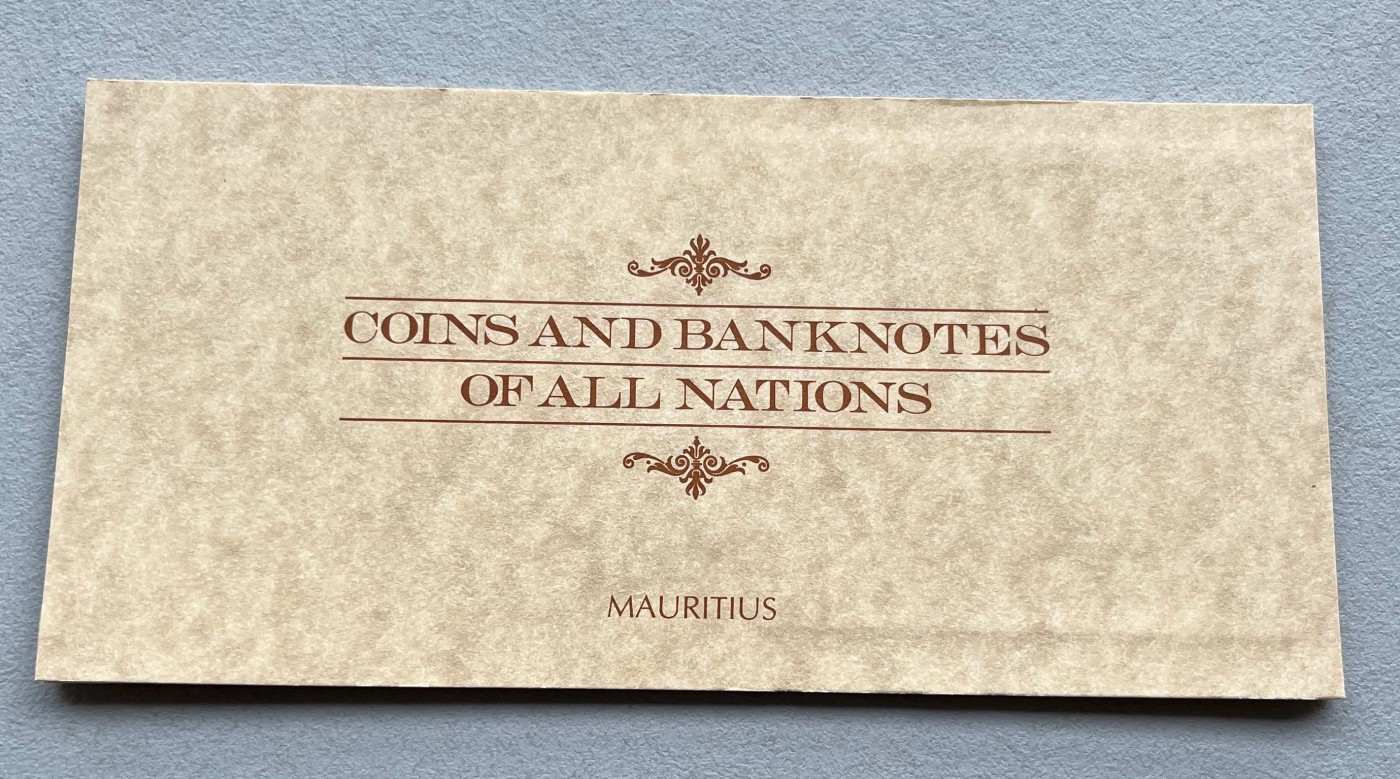 COINS AND BANKNOTES
OF ALL NATIONS
MAURITIUS